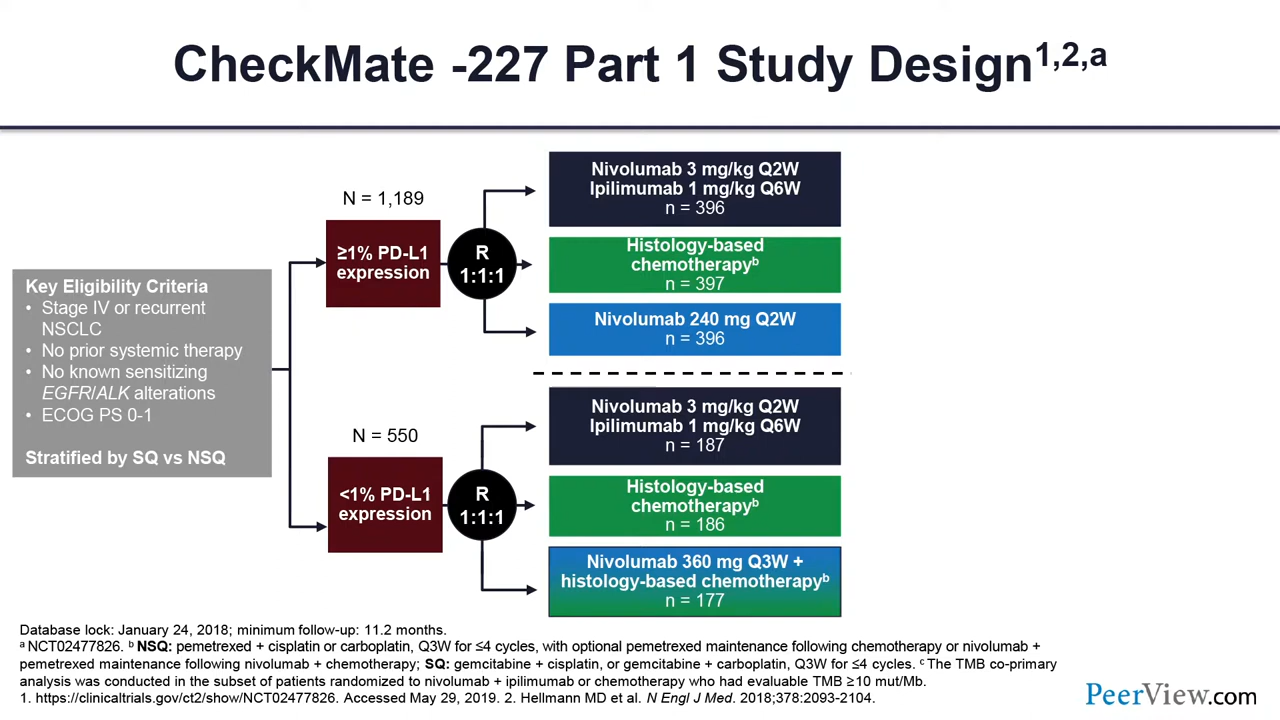 CheckMate -227 Part 1 Study Design1,2,a
Key Eligibility Criteria
• Stage IV or recurrent
NSCLC
• No prior systemic therapy
• No known sensitizing
EGFR/ALK alterations
• ECOG PS 0-1
Stratified by SQ vs NSQ
N = 1,189
≥1% PD-L1
expression
R
1:1:1
Nivolumab 3 mg/kg Q2W
Ipilimumab 1 mg/kg Q6W
n = 396
Histology-based
chemotherapyb
n = 397
Nivolumab 240 mg Q2W
n = 396
N = 550
<1% PD-L1
expression
R
1:1:1
Nivolumab 3 mg/kg Q2W
Ipilimumab 1 mg/kg Q6W
n = 187
Histology-based
chemotherapyb
n = 186
Nivolumab 360 mg Q3W +
histology-based chemotherapyb
n = 177
Database lock: January 24, 2018; minimum follow-up: 11.2 months.
a NCT02477826. b NSQ: pemetrexed + cisplatin or carboplatin, Q3W for ≤4 cycles, with optional pemetrexed maintenance following chemotherapy or nivolumab +
pemetrexed maintenance following nivolumab + chemotherapy; SQ: gemcitabine + cisplatin, or gemcitabine + carboplatin, Q3W for ≤4 cycles. c The TMB co-primary
analysis was conducted in the subset of patients randomized to nivolumab + ipilimumab or chemotherapy who had evaluable TMB ≥10 mut/Mb.
1. https://clinicaltrials.gov/ct2/show/NCT02477826. Accessed May 29, 2019. 2. Hellmann MD et al. N Engl J Med. 2018;378:2093-2104.
PeerView.com